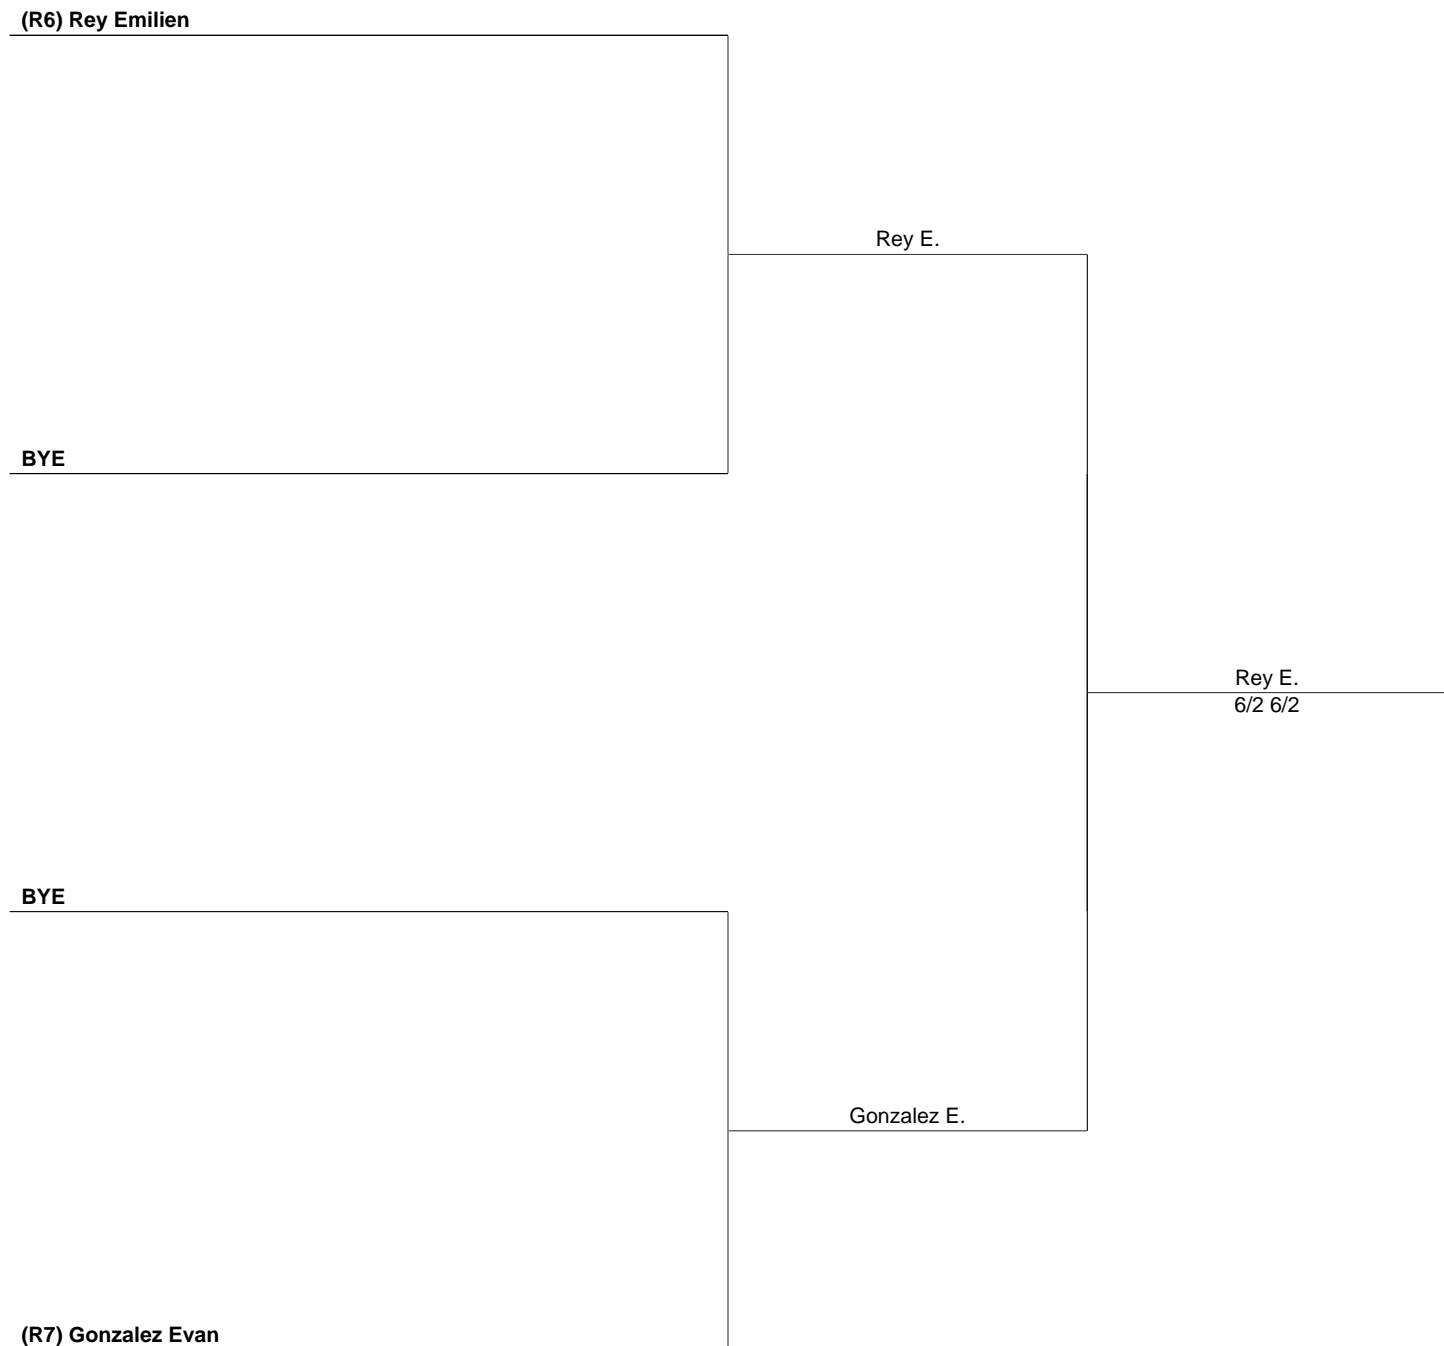 (R6) Rey Emilien
Rey E.
BYE
Rey E.
6/2 6/2
BYE
Gonzalez E.
(R7) Gonzalez Evan